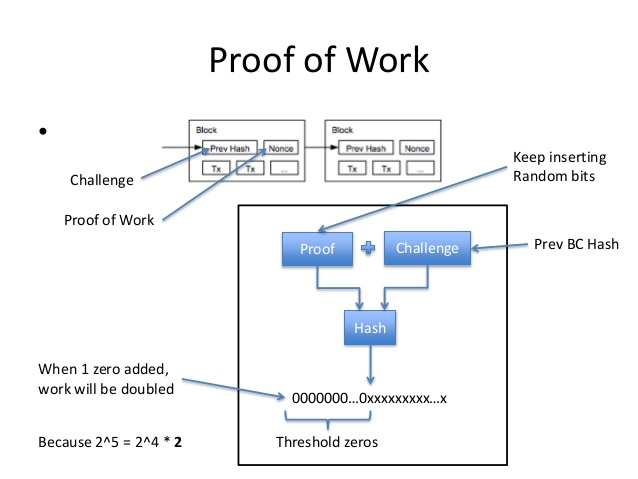 Proof of Work
•
Block
Prev Hash
Nonce
Tx
Tx
...
Block
Prev Hash
Nonce
Tx
Tx
...
Challenge
Proof of Work
Keep inserting
Random bits
Proof
Challenge
Prev BC Hash
Hash
When 1 zero added,
work will be doubled
0000000...0xxxxxxxxx...x
Because 2^5 = 2^4 * 2
Threshold zeros